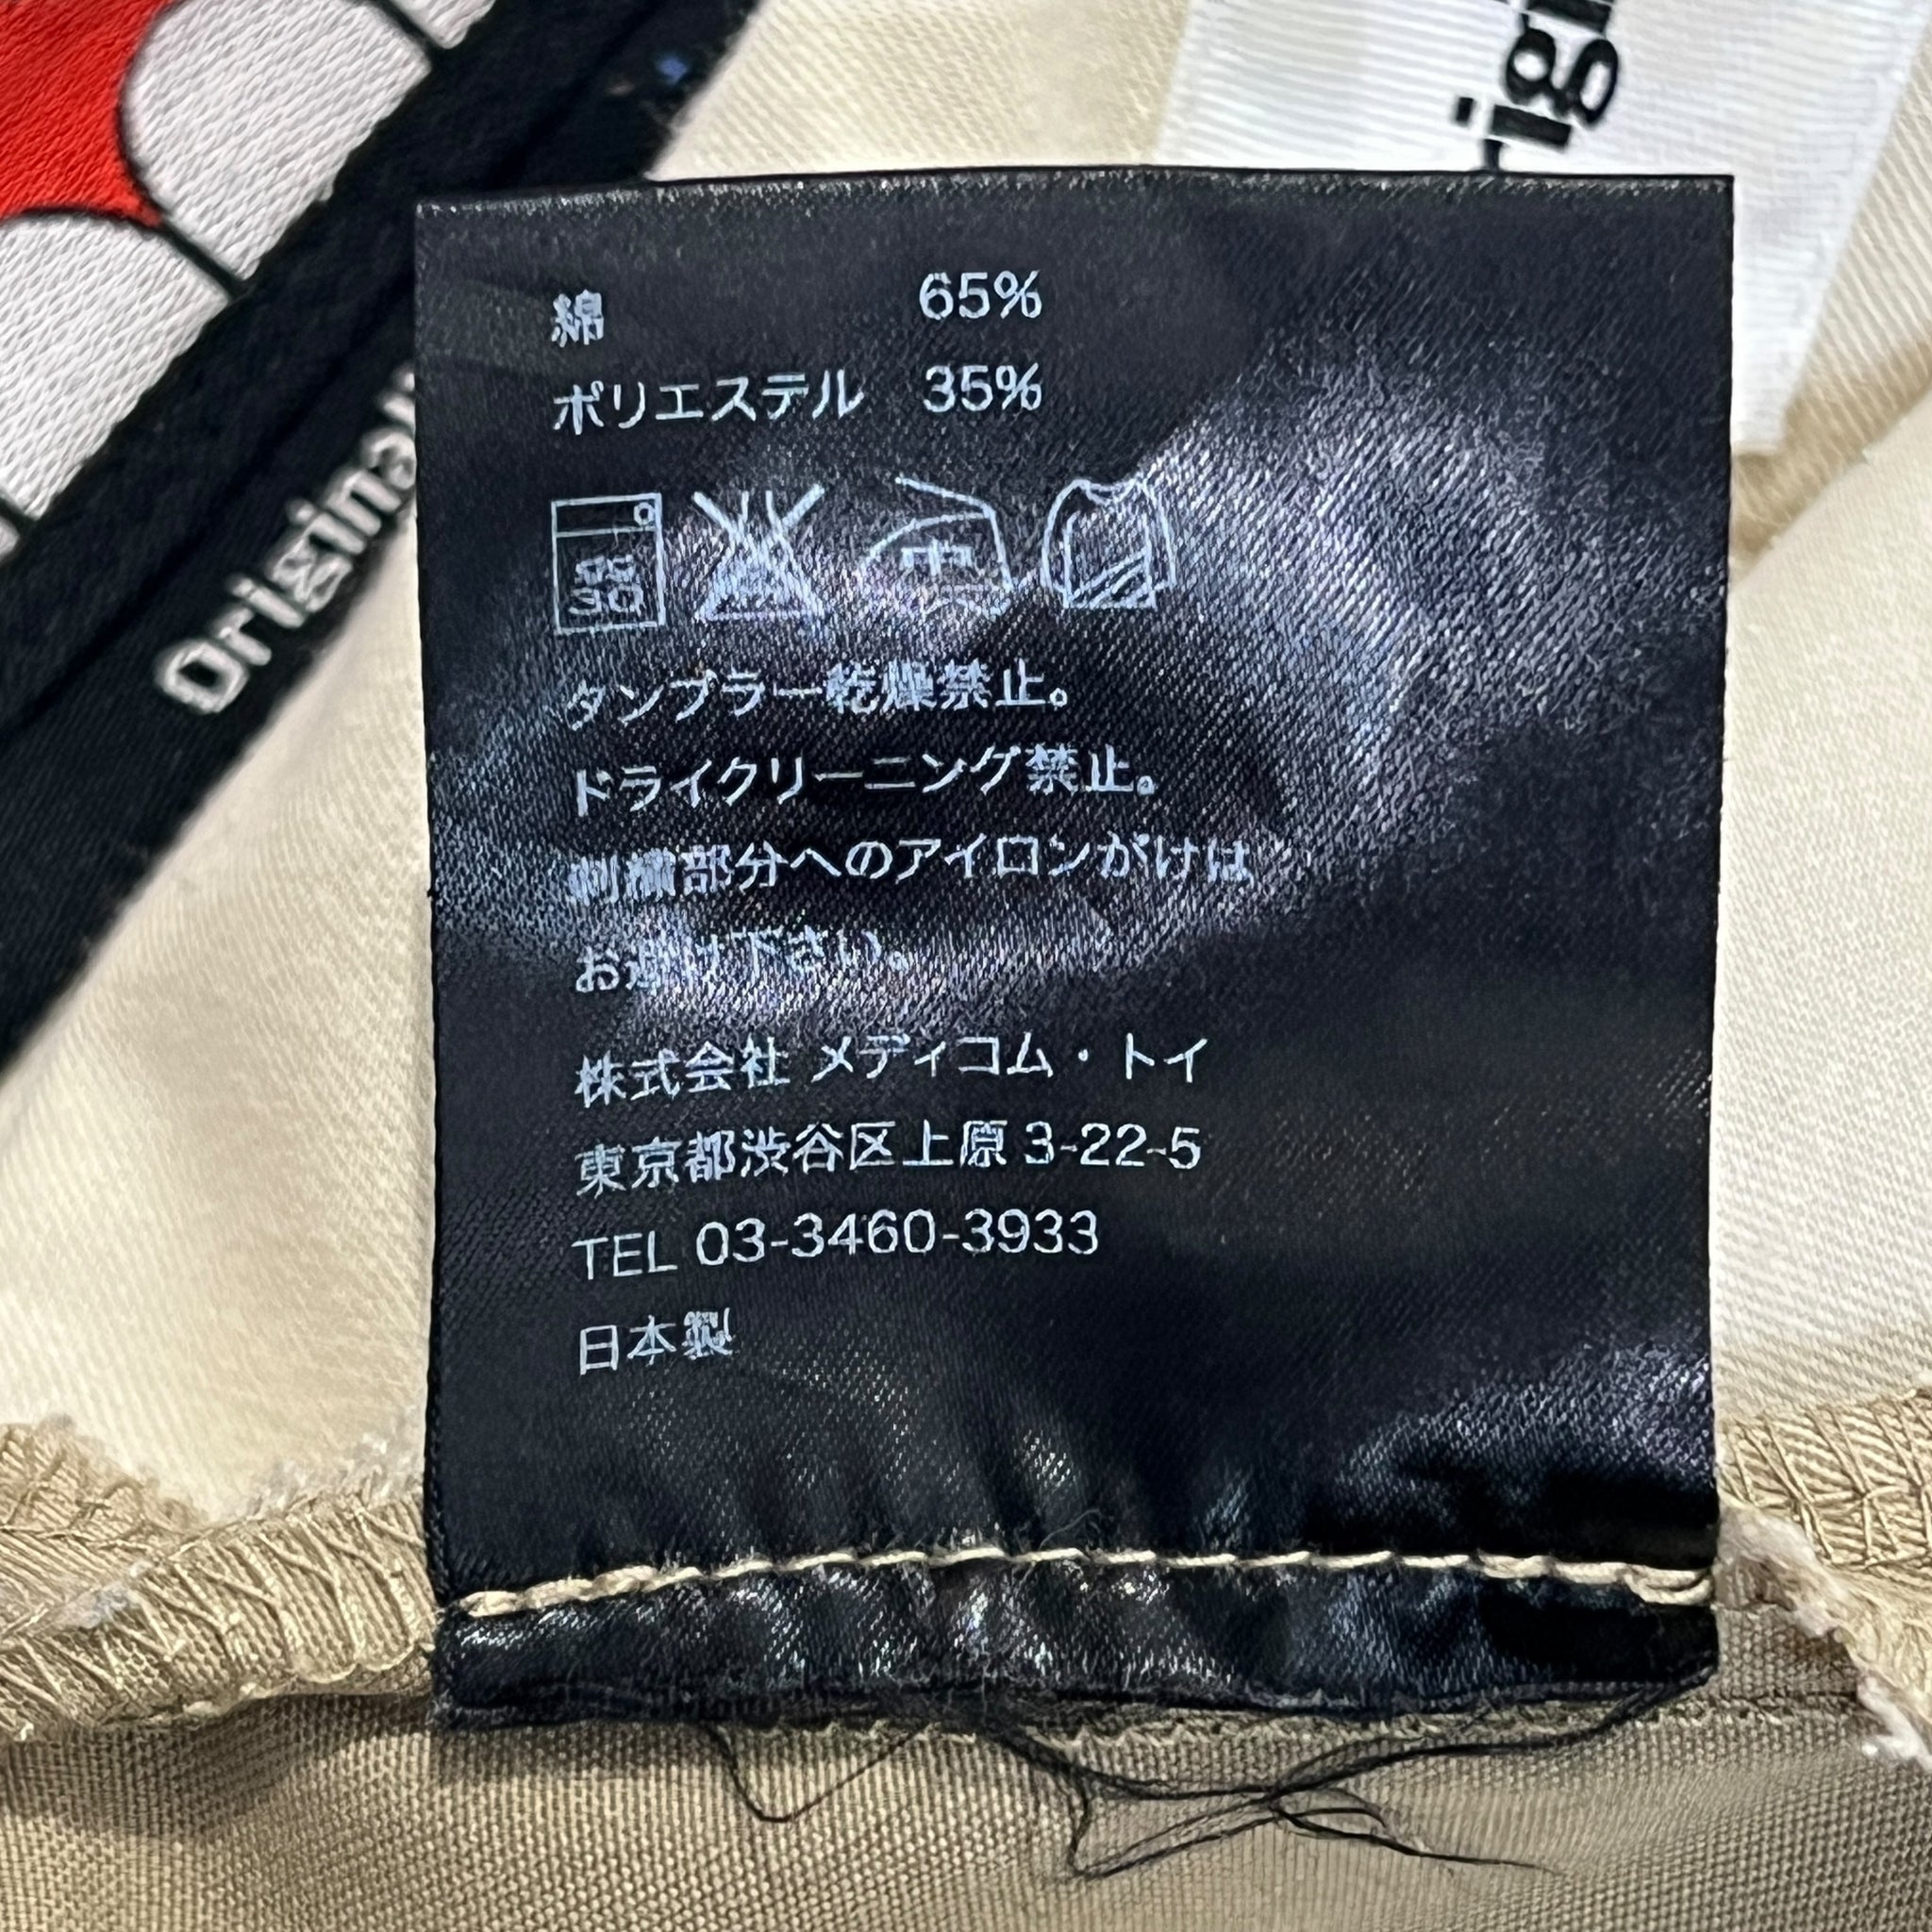 綿 65%
ポリエステル 35%
30
中
タンブラー乾燥禁止。
ドライクリーニング禁止。
刺繍部分へのアイロンがけは
お避け下さい。
株式会社 メディコム・トイ
東京都渋谷区上原3-22-5
TEL 03-3460-3933
日本製
Original